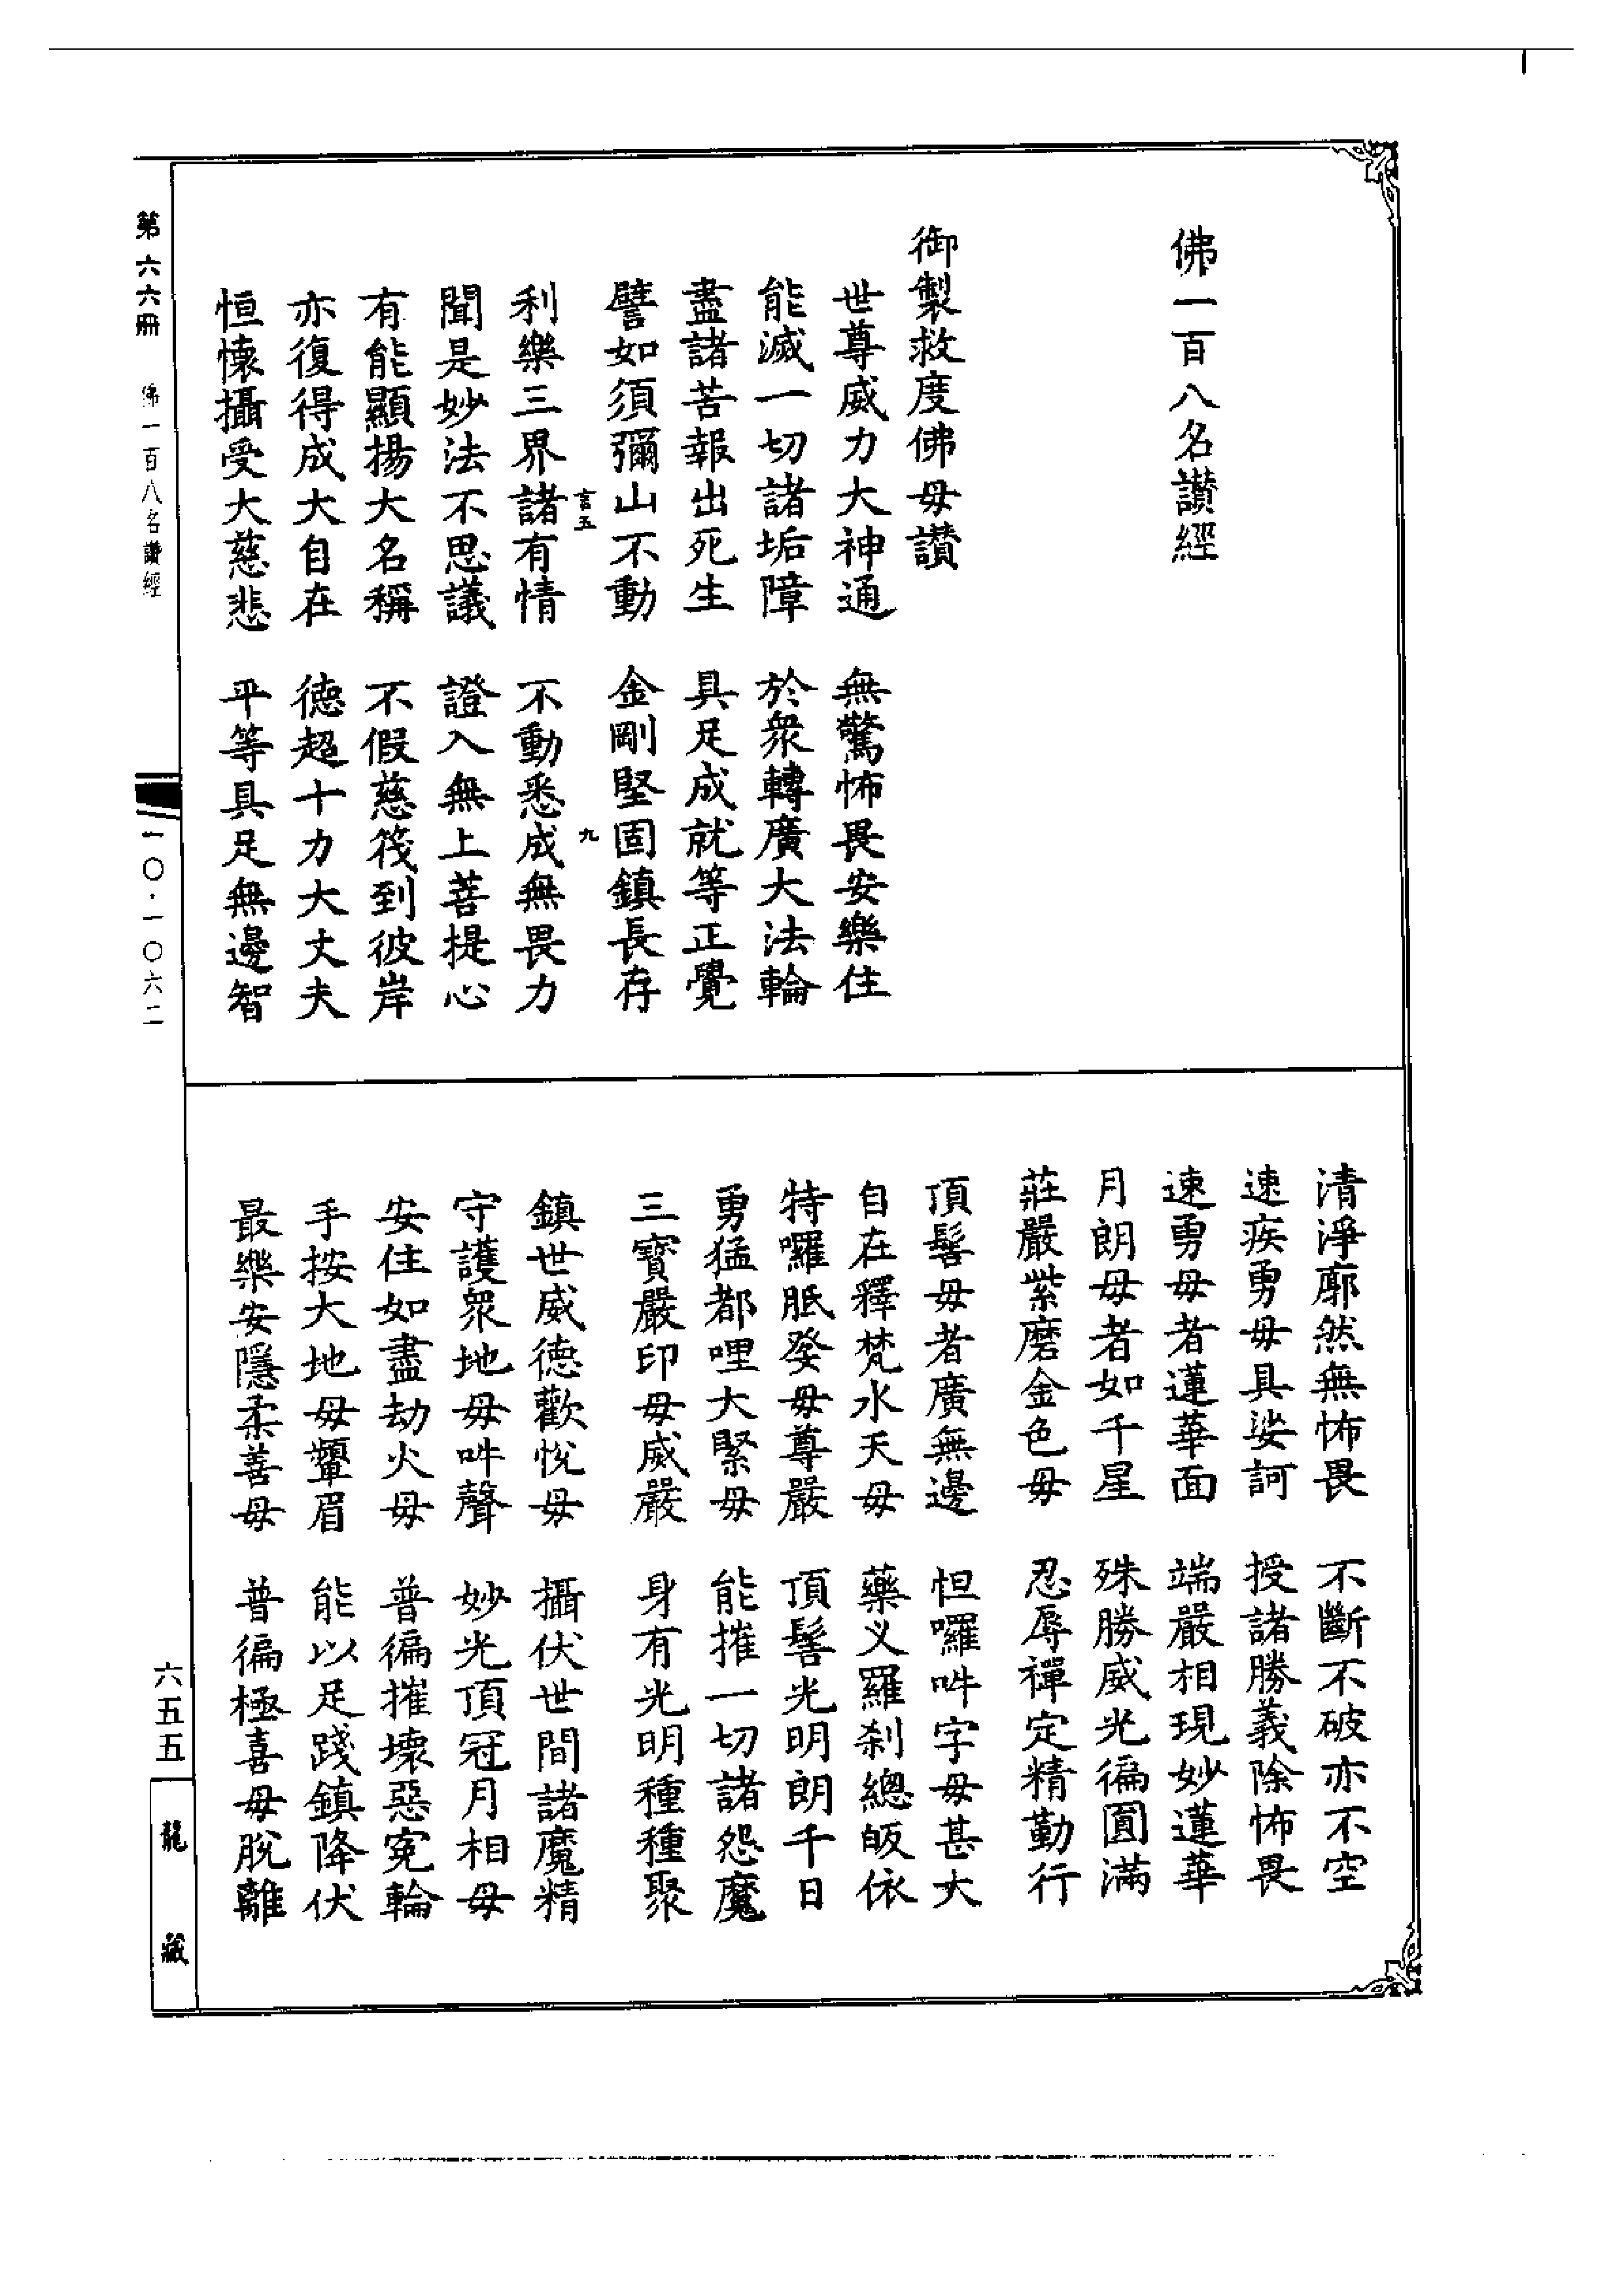 佛一百八名讃經
御製救度佛母讃
世尊威力大神通　無驚怖畏安樂住
能滅一切諸垢障　於衆轉廣大法輪
盡諸苦報出死生　具足成就等正覺
譬如須彌山不動　金剛堅固鎮長存
言五　九
利樂三界諸有情　不動悉成無畏力
聞是妙法不思議　證入無上菩提心
有能顯揚大名稱　不假慈筏到彼岸
亦復得成大自在　德超十力大丈夫
恒懷攝受大慈悲　平等具足無邊智
清淨廓然無怖畏　不斷不破亦不空
速疾勇母具娑訶　授諸勝義除怖畏
速勇母者蓮華面　端嚴相現妙蓮華
月朗母者如千星　殊勝威光徧圓滿
莊嚴紫磨金色母　忍辱禪定精勤行
頂髻母者廣無邊　怛囉吽字母甚大
自在釋梵水天母　藥义羅刹總皈依
特囉胝發母尊嚴　頂髻光明朗千日
勇猛都哩大緊母　能摧一切諸怨魔
三寳嚴印母威嚴　身有光明種種聚
鎮世威德歡悅母　攝伏世間諸魔精
守護衆地母吽聲　妙光頂冠月相母
安住如盡劫火母　普徧摧壞惡寃輪
手按大地母顰眉　能以足踐鎮降伏
最樂安隱柔善母　普徧極喜母脫離
第六六冊　佛一百八名讃經　一〇·一〇六二
六五五　龍藏